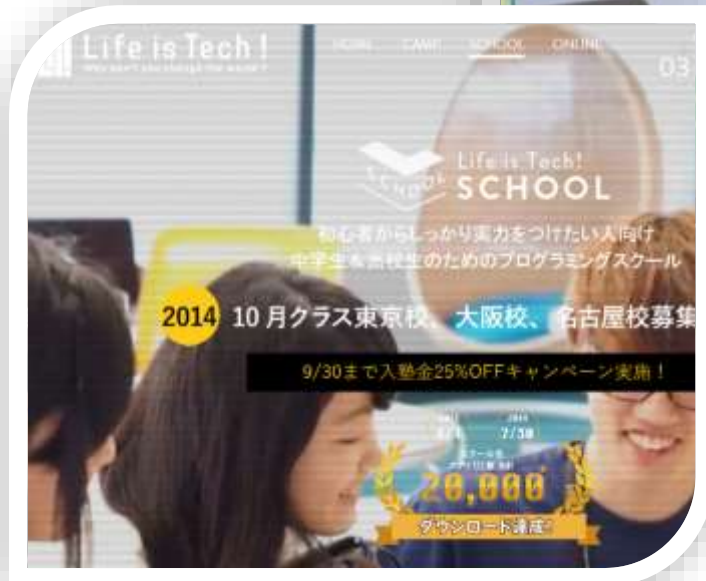 Life is Tech !
HOME CAMP SCHOOL ONLINE
03
Life is Tech!
SCHOOL
SCHOOL
初心者からしっかり実力をつけたい人向け
中学生&高校生のためのプログラミングスクール
2014 10月クラス東京校、大阪校、名古屋校募集
9/30まで入塾金25%OFFキャンペーン実施!
7/30
20,000
ダウンロード達成!